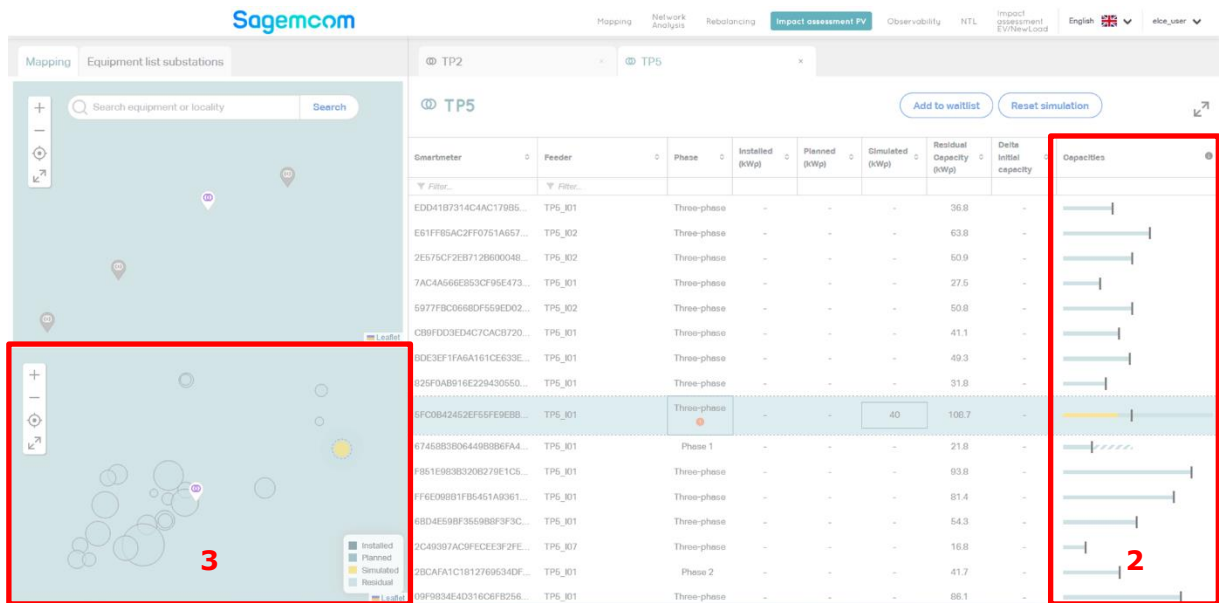 Sagemcom
Mapping
Network
Analysis
Rebalancing
Impact assessment PV
Observability
NTL
Impact
assessment
EV/NewLoad
English
elce_user
Mapping
Equipment list substations
TP2 ×
TP5 ×
+
−
Search equipment or locality
Search
Leaflet
TP5
Add to waitlist
Reset simulation
Smartmeter Feeder Phase Installed (kWp) Planned (kWp) Simulated (kWp) Residual Capacity (kWp) Delta Initial capacity Capacities
Filter... Filter...
EDD41B7314C4AC179B5... TP5_I01 Three-phase - - - 36.8 -
E61FF85AC2FF0751A657... TP5_I02 Three-phase - - - 63.8 -
2E575CF2EB712B600048... TP5_I02 Three-phase - - - 50.9 -
7AC4A566E853CF95E473... TP5_I01 Three-phase - - - 27.5 -
5977FBC0668DF559ED02... TP5_I02 Three-phase - - - 50.8 -
CB9FDD3ED4C7CACB720... TP5_I01 Three-phase - - - 41.1 -
BDE3EF1FA6A161CE633E... TP5_I01 Three-phase - - - 49.3 -
825F0AB916E229430550... TP5_I01 Three-phase - - - 31.8 -
5FC0B42452EF55FE9EBB... TP5_I01 Three-phase - - 40 108.7 -
67459B3B06449B8B6FA4... TP5_I01 Phase 1 - - - 21.8 -
F851E9B3B320B279E1C5... TP5_I01 Three-phase - - - 93.8 -
FF6E098B1FB5451A9361... TP5_I01 Three-phase - - - 81.4 -
6BD4E59BF3559B8F3F3C... TP5_I01 Three-phase - - - 54.3 -
2C49397AC9FECEE3F2FE... TP5_I07 Three-phase - - - 16.8 -
2BCAFA1C1812769534DF... TP5_I01 Phase 2 - - - 41.7 -
09F9834E4D316C6FB256... TP5_I01 Three-phase - - - 86.1 -
2
+
−
3
Installed
Planned
Simulated
Residual
Leaflet